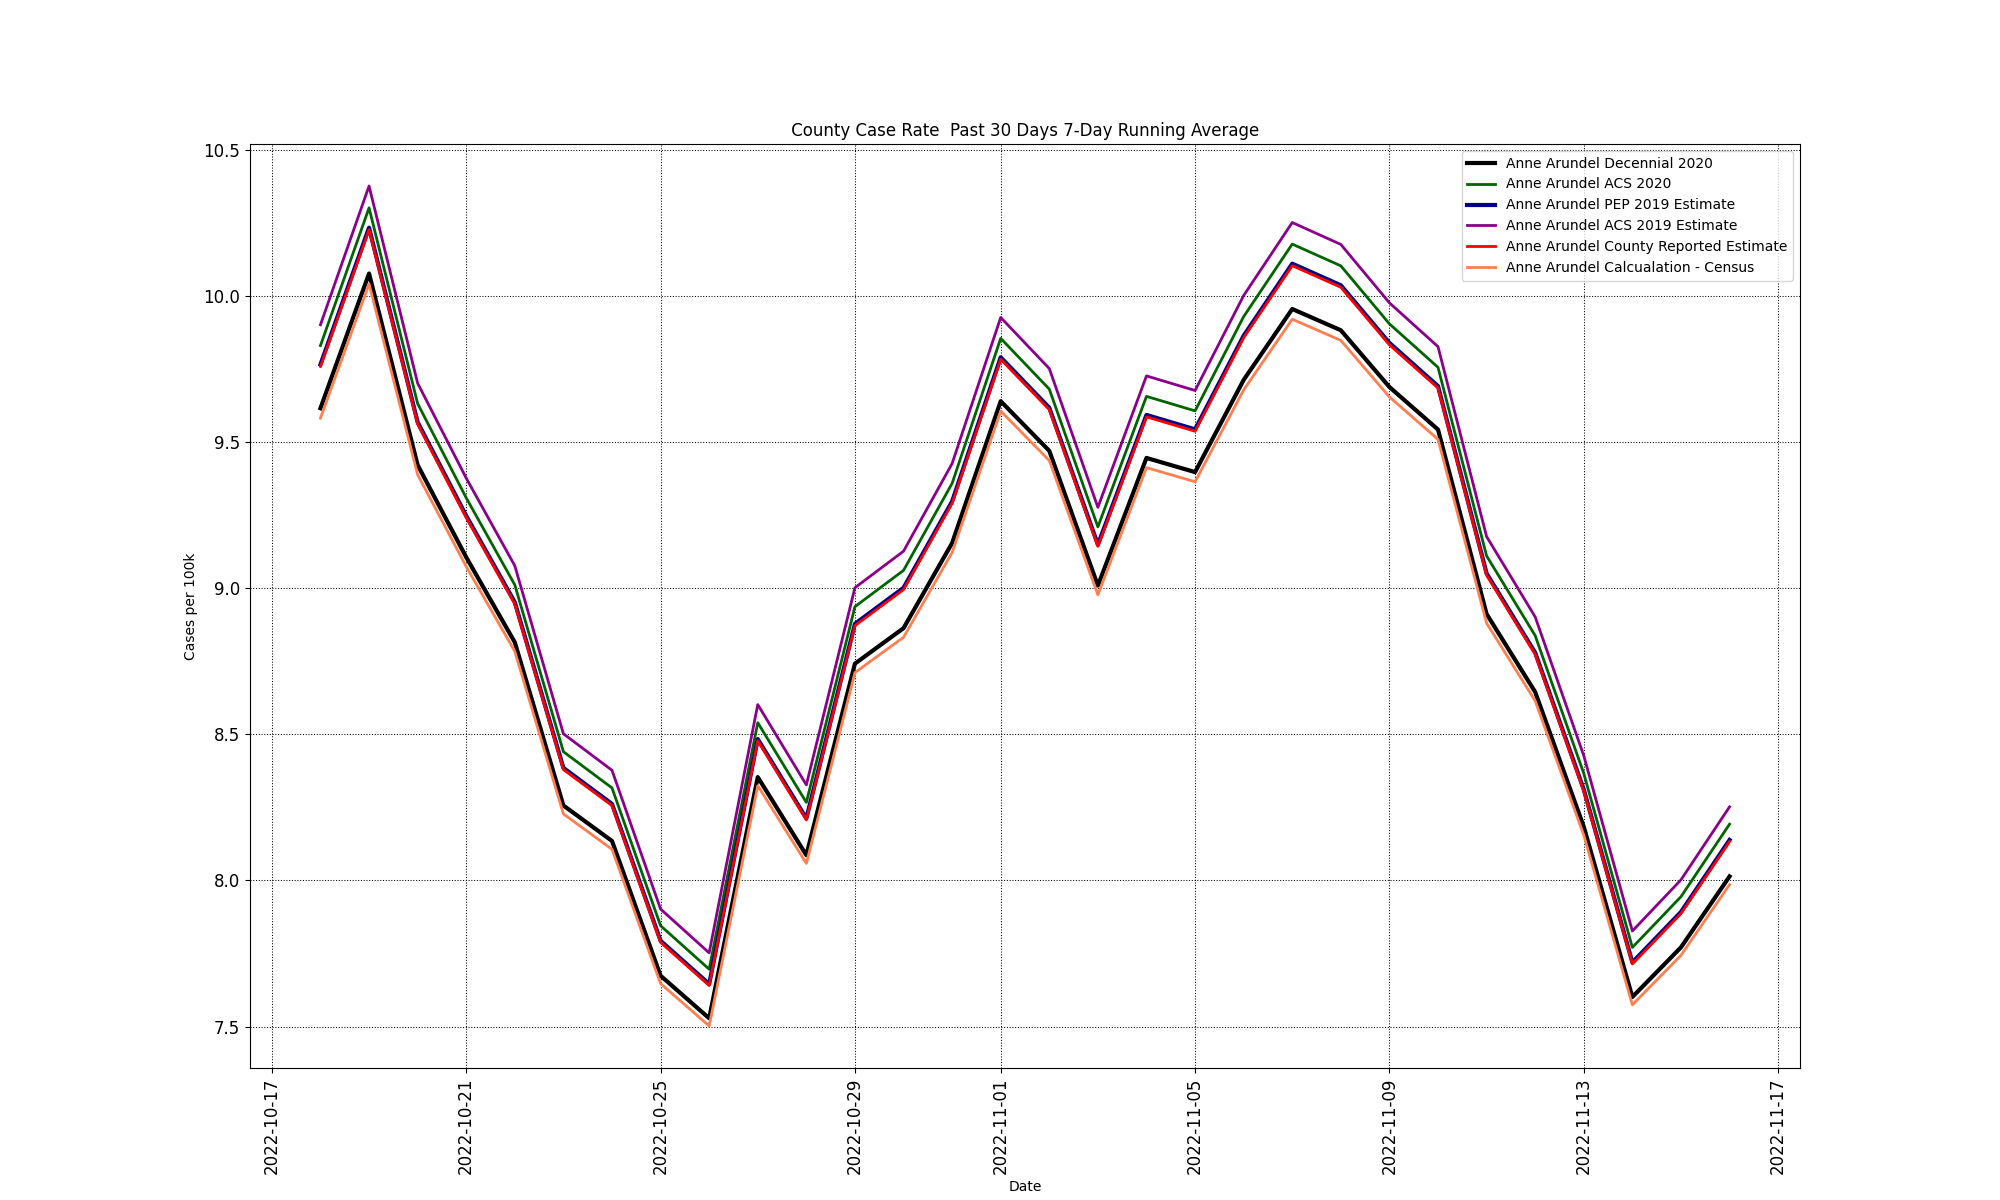 County Case Rate  Past 30 Days 7-Day Running Average
Anne Arundel Decennial 2020
Anne Arundel ACS 2020
Anne Arundel PEP 2019 Estimate
Anne Arundel ACS 2019 Estimate
Anne Arundel County Reported Estimate
Anne Arundel Calcualation - Census
Cases per 100k
10.5
10.0
9.5
9.0
8.5
8.0
7.5
2022-10-17
2022-10-21
2022-10-25
2022-10-29
2022-11-01
2022-11-05
2022-11-09
2022-11-13
2022-11-17
Date